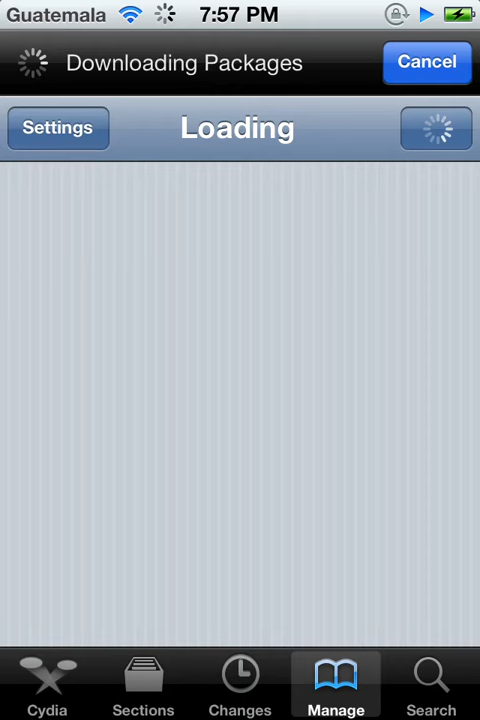 Guatemala 7:57 PM
Downloading Packages Cancel
Settings Loading
Cydia Sections Changes Manage Search